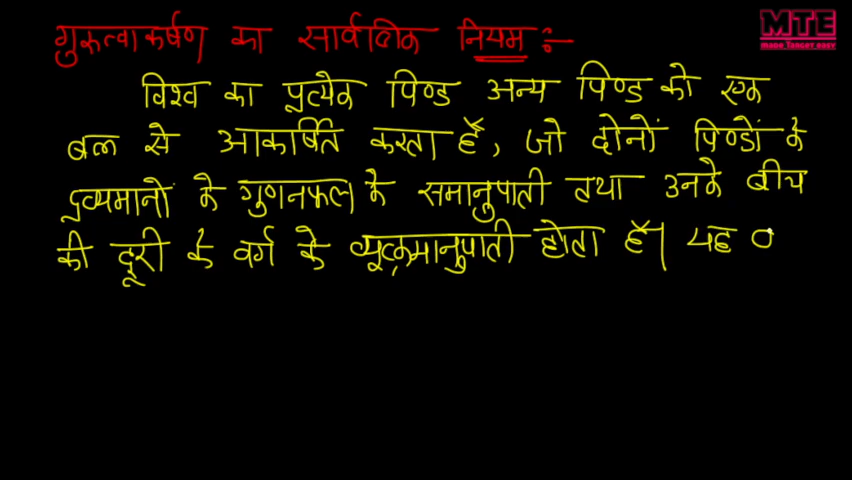 MTE
made Target easy
गुरुत्वाकर्षण का सार्वत्रिक नियम :-
विश्व का प्रत्येक पिण्ड अन्य पिण्ड को एक
बल से आकर्षित करता है, जो दोनों पिण्डों के
द्रव्यमानों के गुणनफल के समानुपाती तथा उनके बीच
की दूरी के वर्ग के व्युत्क्रमानुपाती होता है। यह